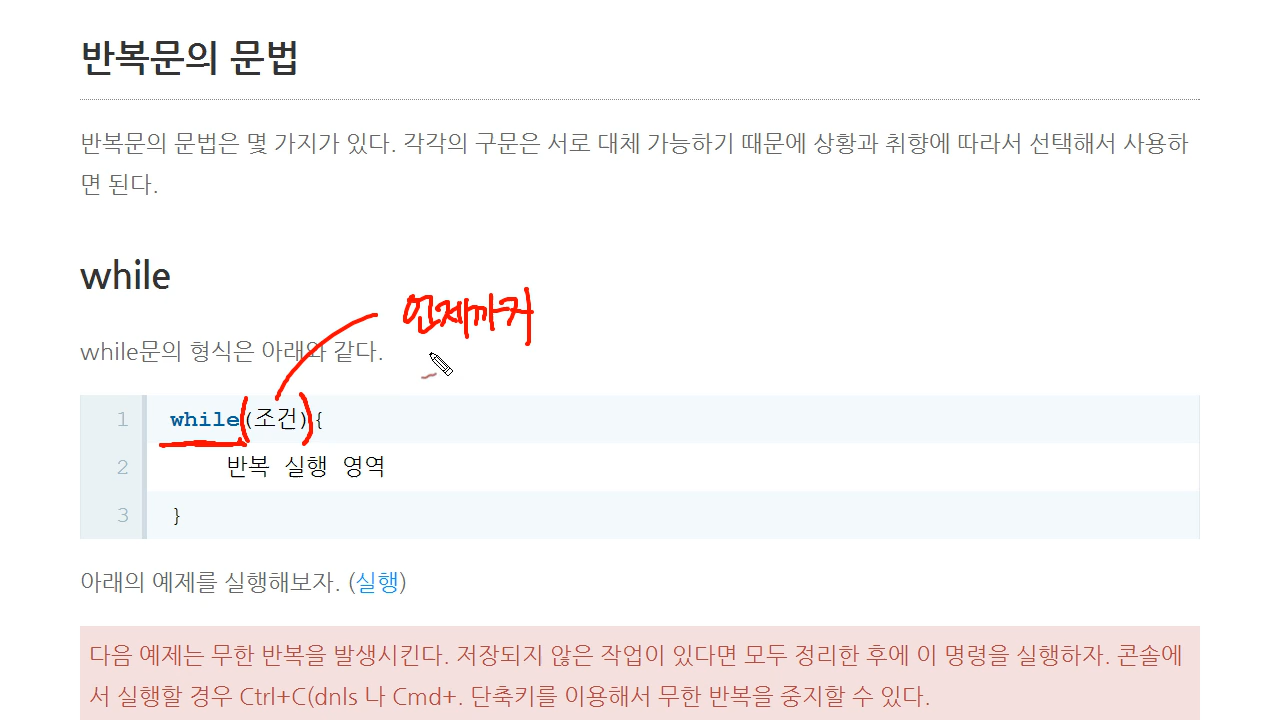 반복문의 문법
반복문의 문법은 몇 가지가 있다. 각각의 구문은 서로 대체 가능하기 때문에 상황과 취향에 따라서 선택해서 사용하
면 된다.
while
언제까지
while문의 형식은 아래와 같다.
1 while(조건){
2 반복 실행 영역
3 }
아래의 예제를 실행해보자. (실행)
다음 예제는 무한 반복을 발생시킨다. 저장되지 않은 작업이 있다면 모두 정리한 후에 이 명령을 실행하자. 콘솔에
서 실행할 경우 Ctrl+C(dnls 나 Cmd+. 단축키를 이용해서 무한 반복을 중지할 수 있다.